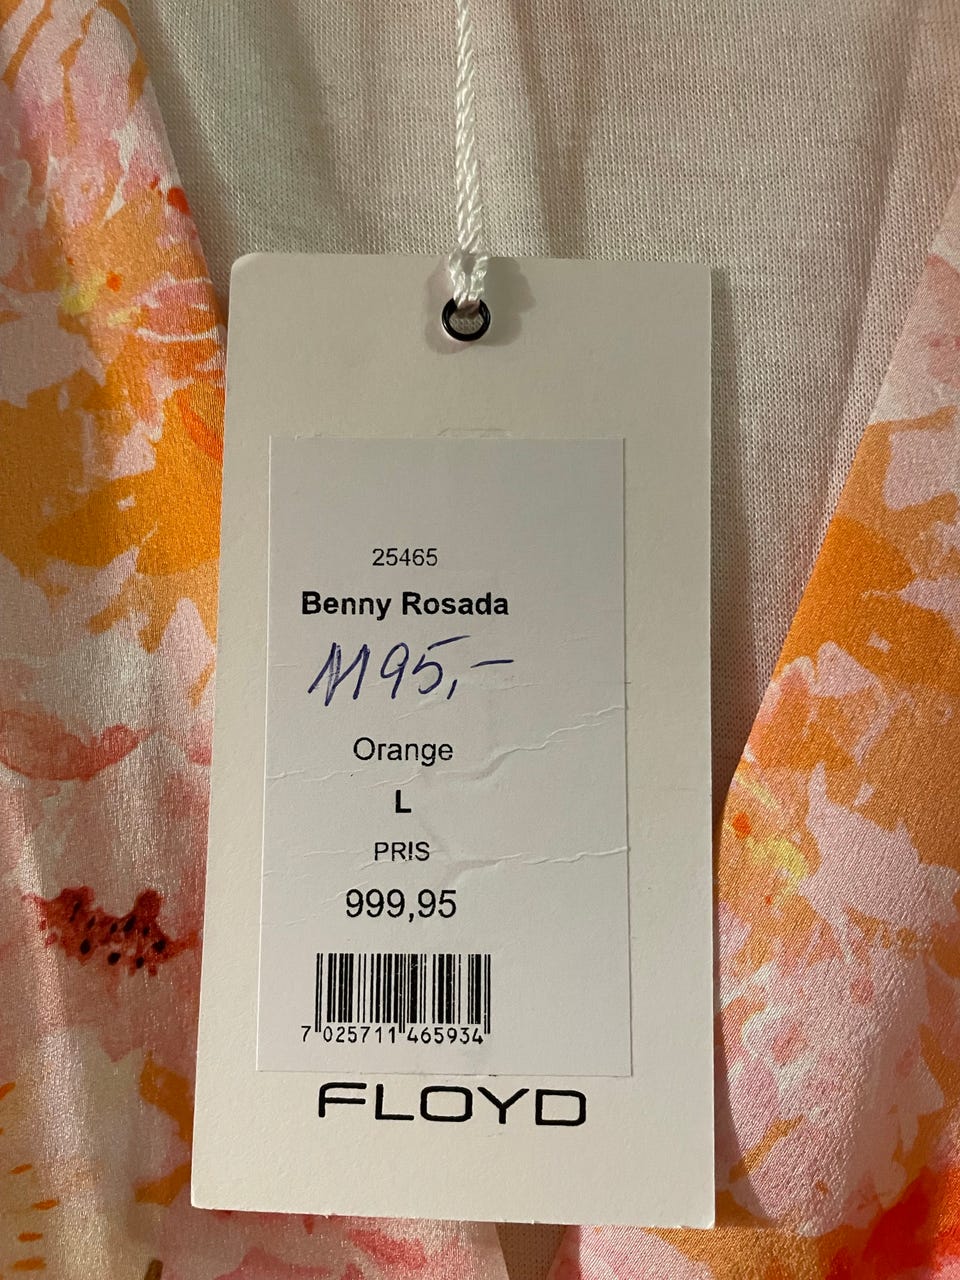 25465
Benny Rosada
1195,-
Orange
L
PRIS
999,95
7 025711 465934
FLOYD